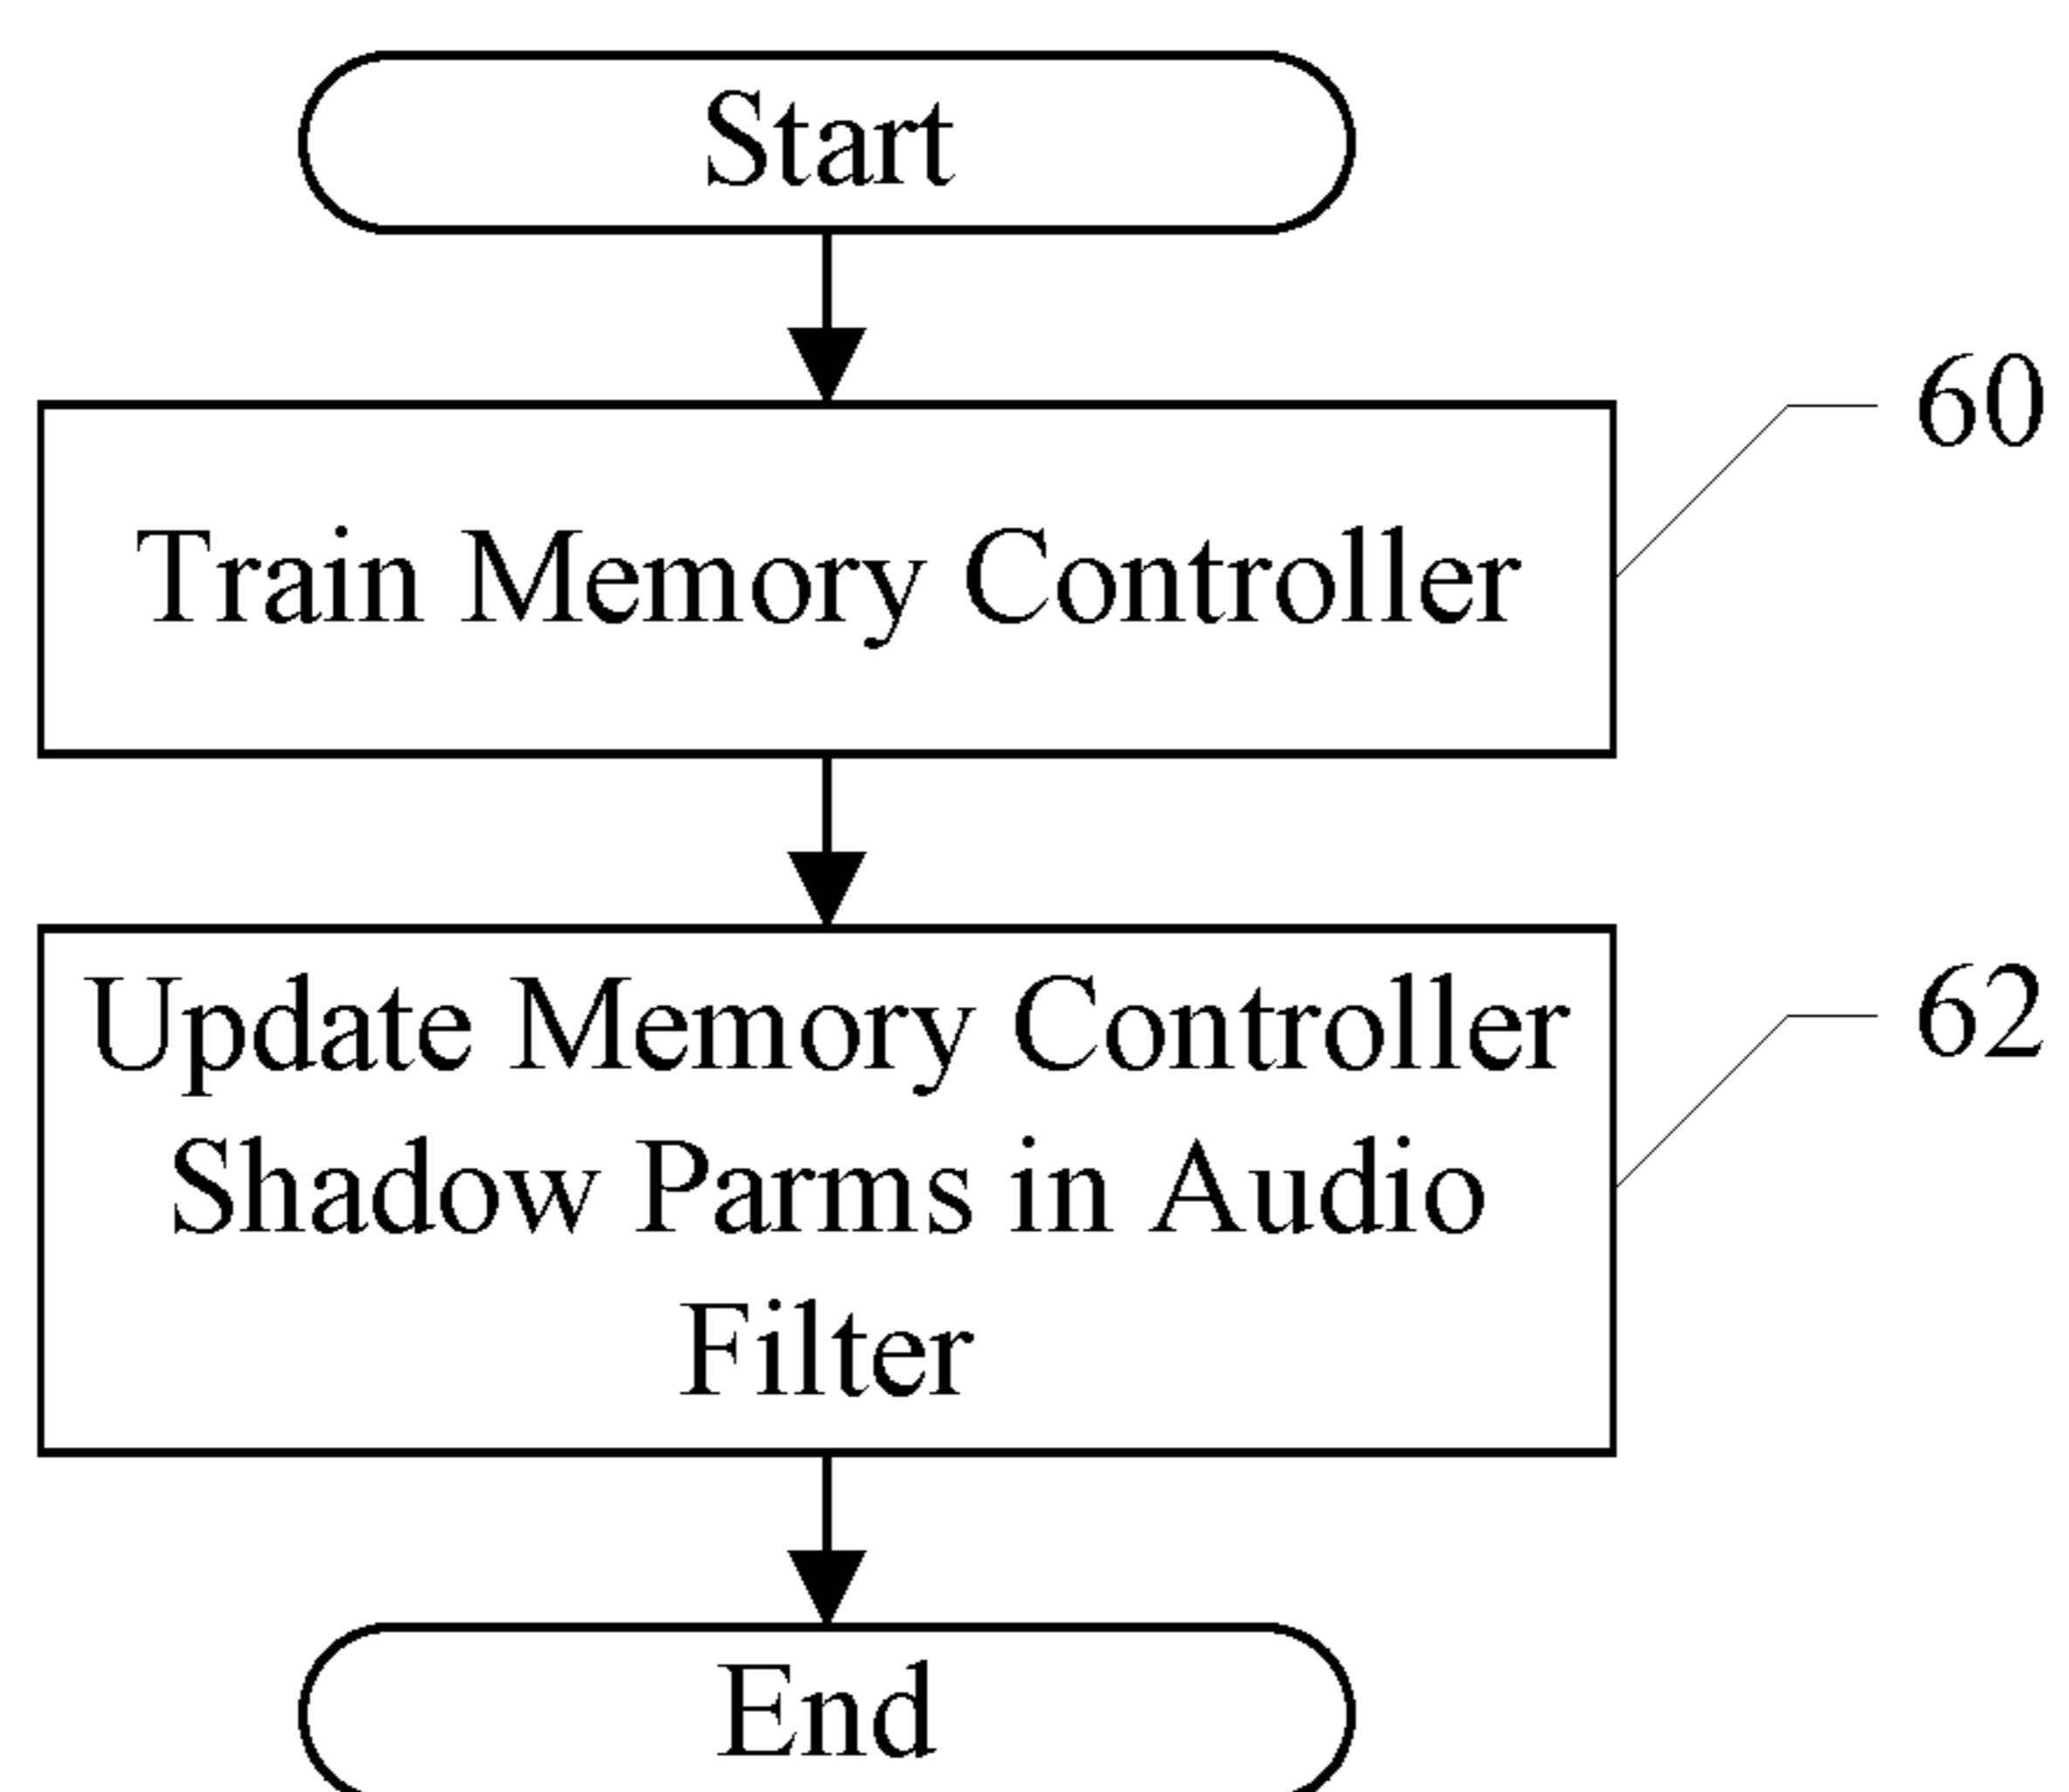 Start
60
Train Memory Controller
62
Update Memory Controller
Shadow Parms in Audio
Filter
End